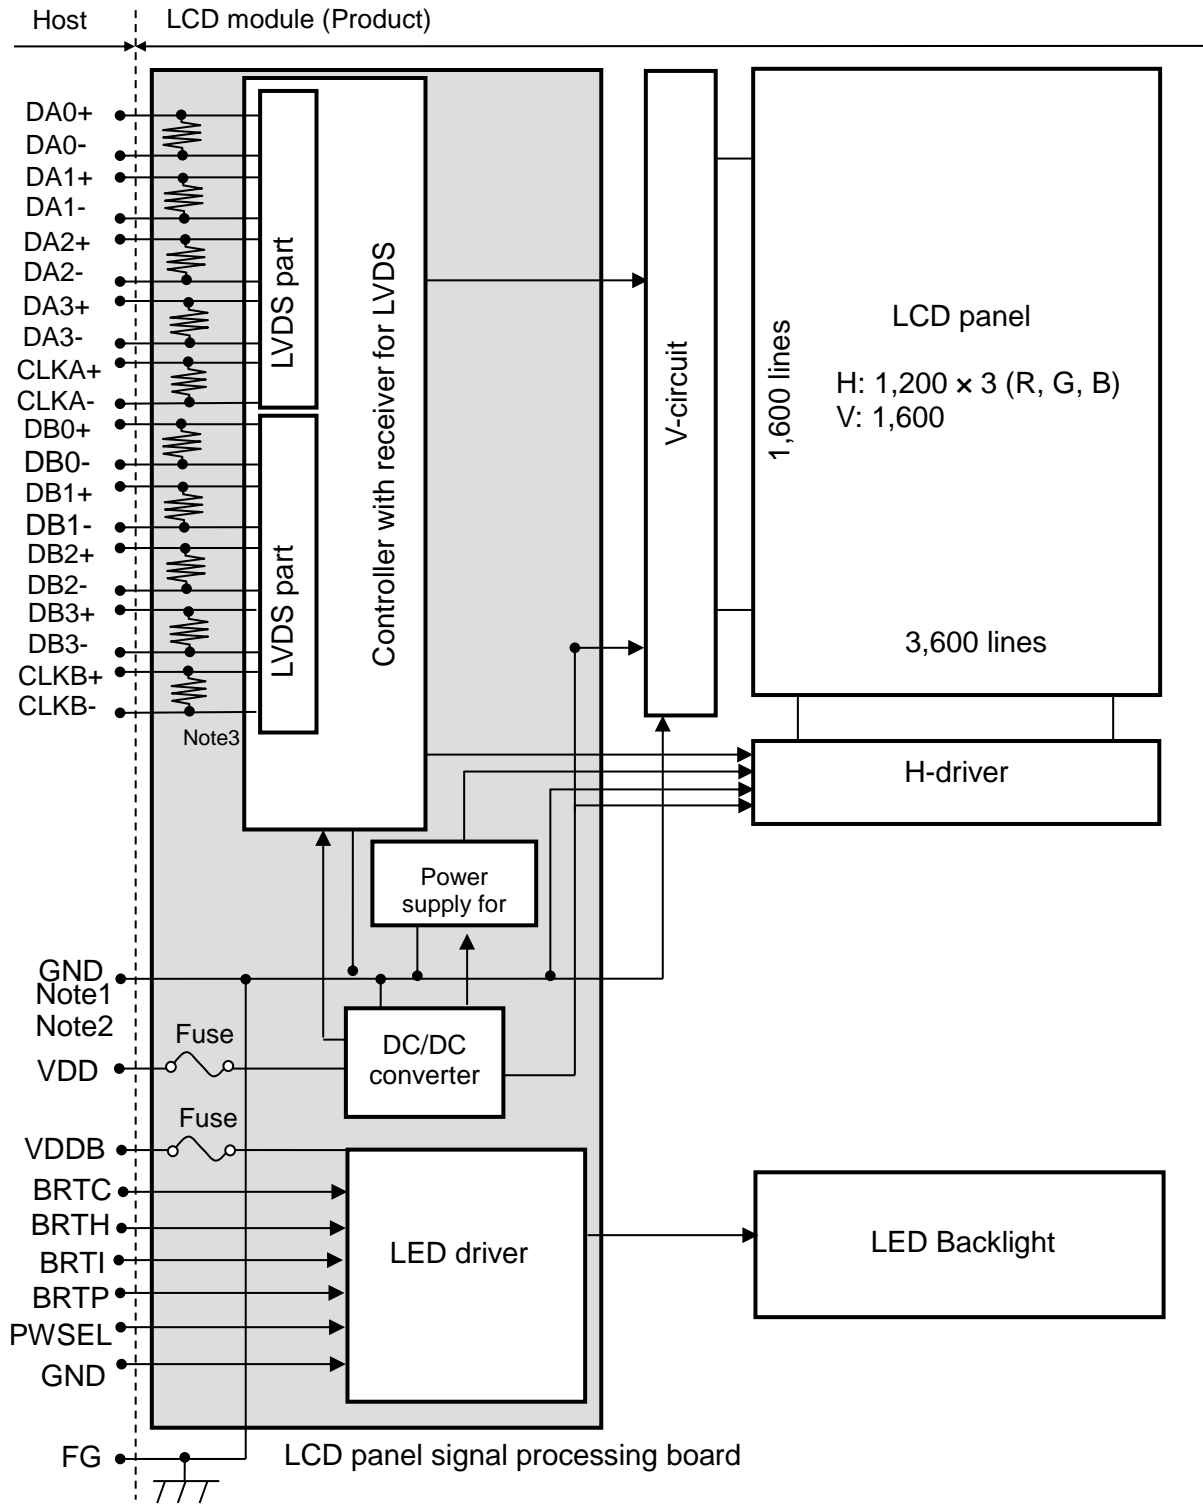 Host
LCD module (Product)
DA0+
DA0-
DA1+
DA1-
DA2+
DA2-
DA3+
DA3-
CLKA+
CLKA-
DB0+
DB0-
DB1+
DB1-
DB2+
DB2-
DB3+
DB3-
CLKB+
CLKB-
Note3
LVDS part
LVDS part
Controller with receiver for LVDS
V-circuit
1,600 lines
LCD panel
H: 1,200 × 3 (R, G, B)
V: 1,600
3,600 lines
H-driver
Power
supply for
GND
Note1
Note2
Fuse
VDD
DC/DC
converter
Fuse
VDDB
BRTC
BRTH
BRTI
BRTP
PWSEL
GND
LED driver
LED Backlight
FG
LCD panel signal processing board